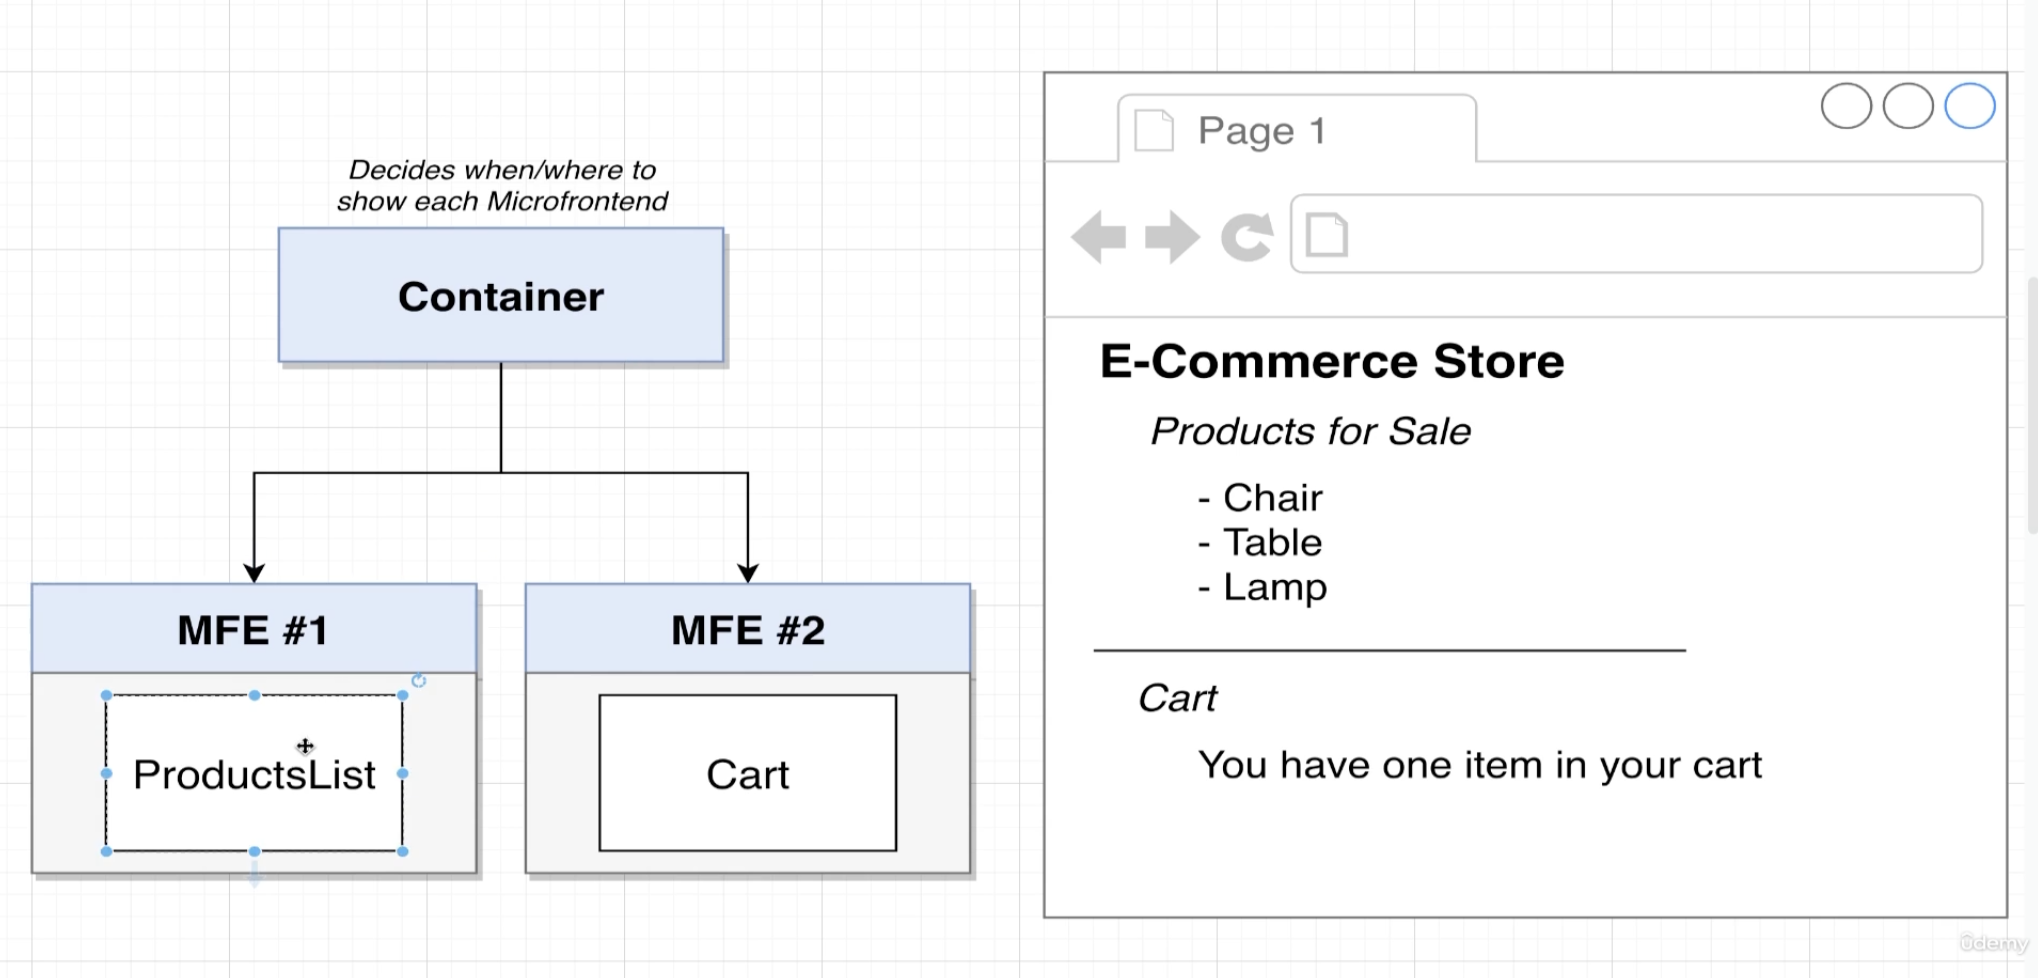 Decides when/where to
show each Microfrontend
Container
MFE #1
ProductsList
MFE #2
Cart
Page 1
E-Commerce Store
Products for Sale
- Chair
- Table
- Lamp
Cart
You have one item in your cart
ûdemy